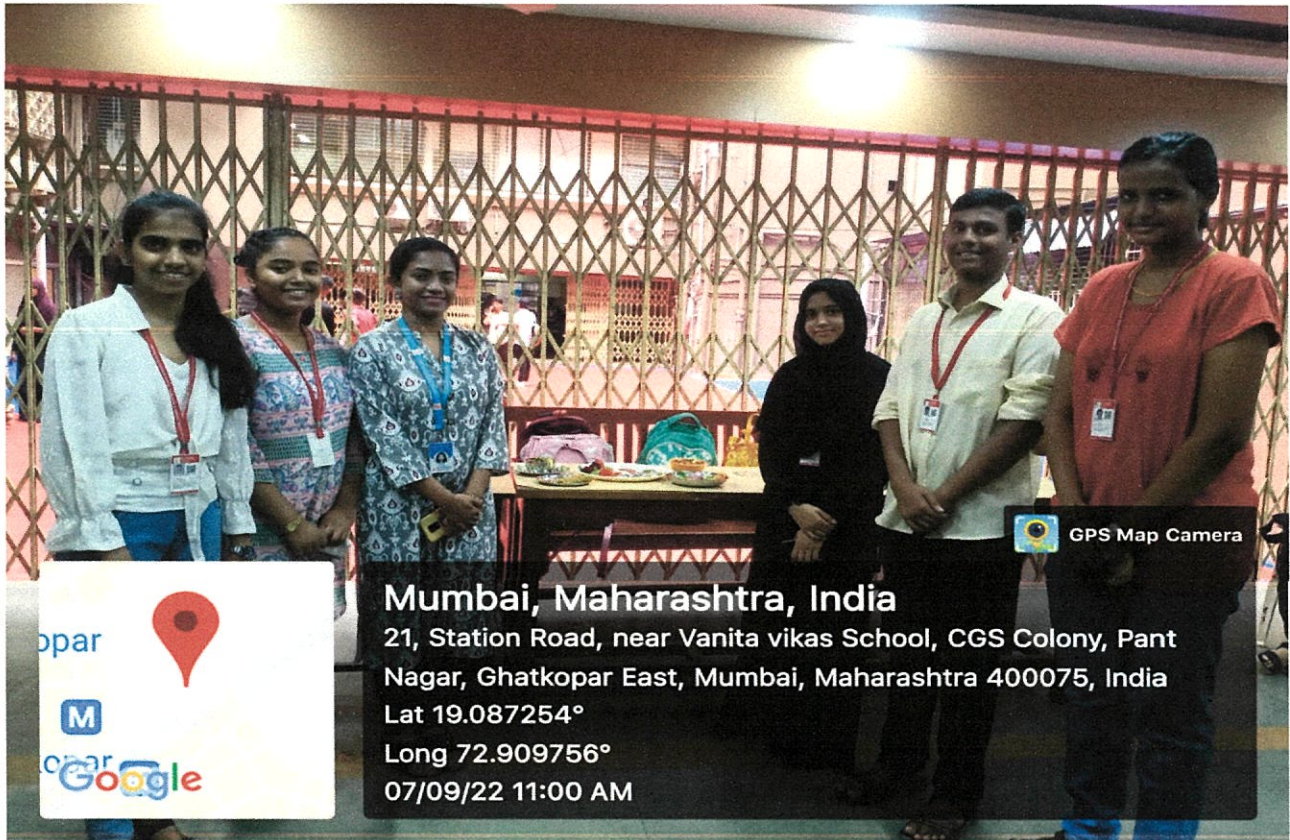 GPS Map Camera
opar
M
opar
Google
Mumbai, Maharashtra, India
21, Station Road, near Vanita vikas School, CGS Colony, Pant
Nagar, Ghatkopar East, Mumbai, Maharashtra 400075, India
Lat 19.087254°
Long 72.909756°
07/09/22 11:00 AM